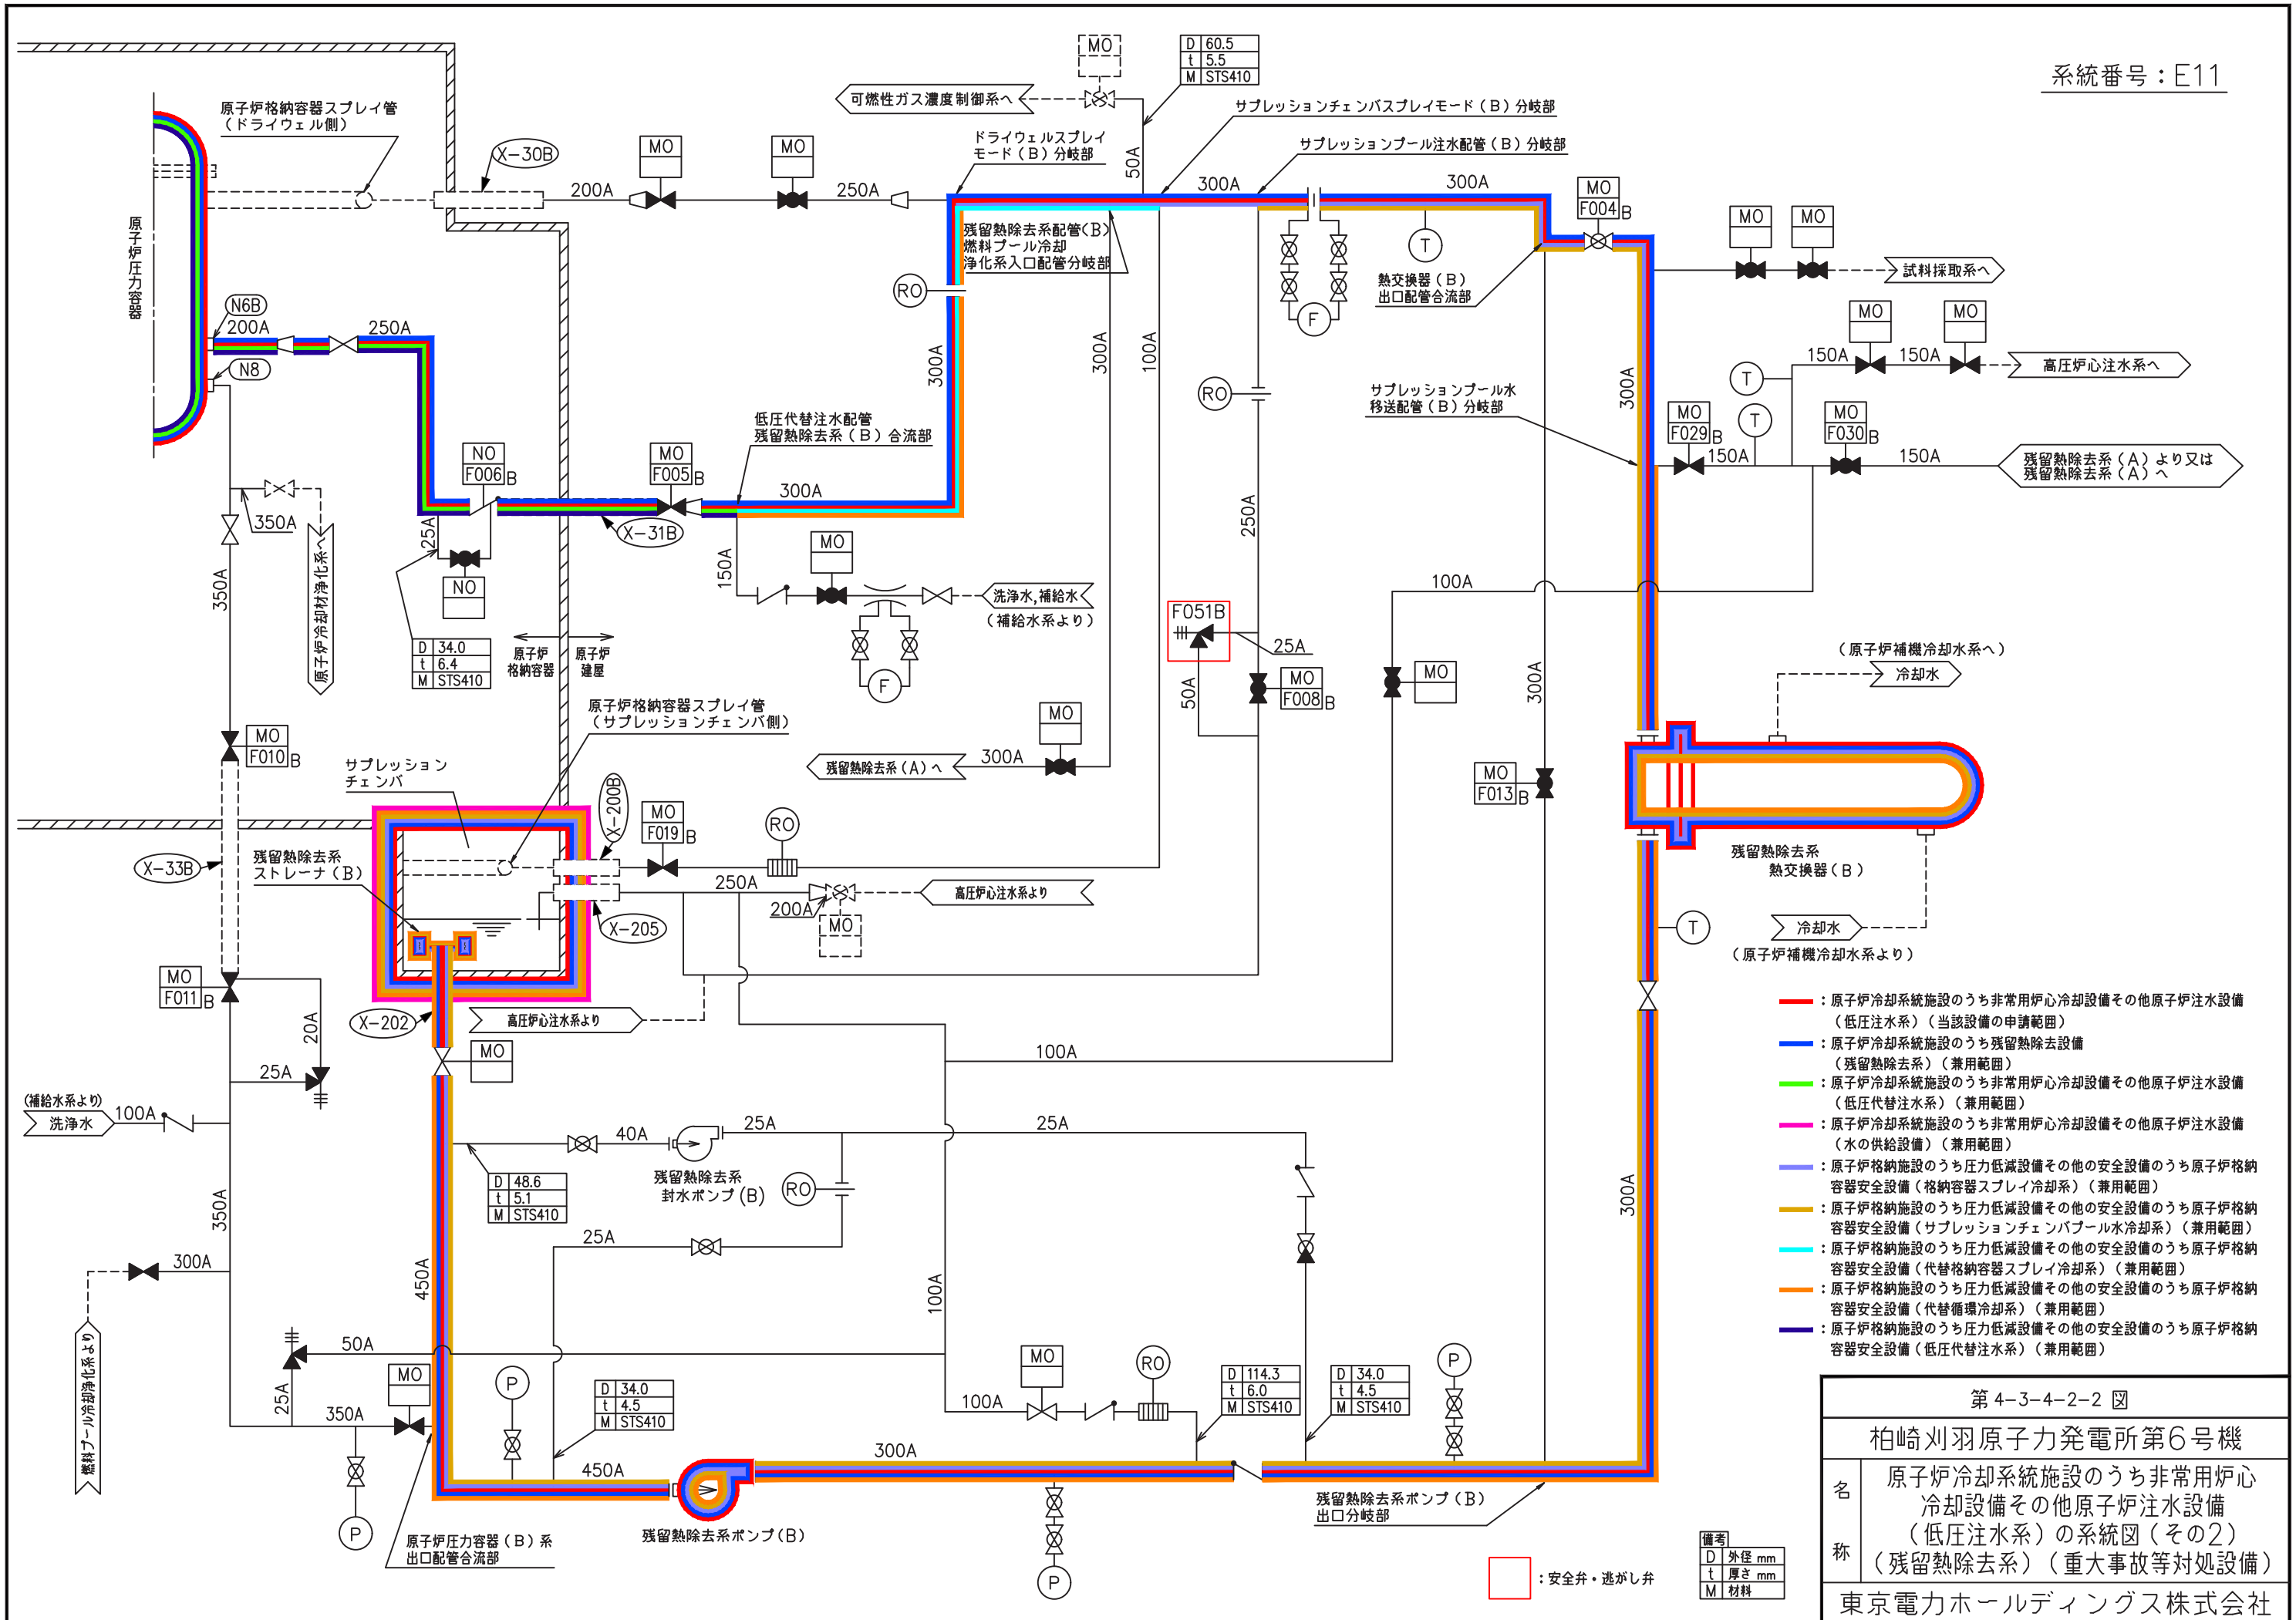 系統番号：E11
MO
D 60.5
t 5.5
M STS410
可燃性ガス濃度制御系へ
50A
サプレッションチェンバスプレイモード（B）分岐部
ドライウェルスプレイ
モード（B）分岐部
サプレッションプール注水配管（B）分岐部
原子炉格納容器スプレイ管
（ドライウェル側）
X-30B
MO
MO
200A
250A
300A
300A
MO
F004 B
MO
MO
試料採取系へ
原子炉圧力容器
残留熱除去系配管(B)
燃料プール冷却
浄化系入口配管分岐部
RO
T
F
熱交換器（B）
出口配管合流部
N6B
200A
250A
N8
300A
300A
100A
RO
300A
MO
MO
150A
150A
高圧炉心注水系へ
T
T
サプレッションプール水
移送配管（B）分岐部
MO
F029 B
MO
F030 B
150A
150A
残留熱除去系（A）より又は
残留熱除去系（A）へ
低圧代替注水配管
残留熱除去系（B）合流部
NO
F006 B
MO
F005 B
300A
X-31B
250A
350A
25A
NO
原子炉冷却材浄化系へ
350A
150A
MO
洗浄水,補給水
（補給水系より）
F
100A
F051B
25A
50A
MO
F008 B
MO
300A
D 34.0
t 6.4
M STS410
原子炉
格納容器
原子炉
建屋
（原子炉補機冷却水系へ）
冷却水
原子炉格納容器スプレイ管
（サプレッションチェンバ側）
MO
残留熱除去系（A）へ
300A
MO
F010 B
サプレッション
チェンバ
X-200B
MO
F019 B
RO
MO
F013 B
X-33B
残留熱除去系
ストレーナ（B）
残留熱除去系
熱交換器（B）
250A
200A
MO
高圧炉心注水系より
X-205
T
冷却水
（原子炉補機冷却水系より）
MO
F011 B
20A
X-202
高圧炉心注水系より
MO
25A
100A
(補給水系より)
洗浄水
100A
40A
25A
25A
残留熱除去系
封水ポンプ(B)
RO
D 48.6
t 5.1
M STS410
25A
350A
300A
450A
100A
300A
燃料プール冷却浄化系より
50A
25A
MO
350A
P
P
D 34.0
t 4.5
M STS410
450A
MO
RO
100A
D 114.3
t 6.0
M STS410
D 34.0
t 4.5
M STS410
P
300A
P
原子炉圧力容器（B）系
出口配管合流部
残留熱除去系ポンプ(B)
残留熱除去系ポンプ（B）
出口分岐部
：原子炉冷却系統施設のうち非常用炉心冷却設備その他原子炉注水設備
（低圧注水系）（当該設備の申請範囲）
：原子炉冷却系統施設のうち残留熱除去設備
（残留熱除去系）（兼用範囲）
：原子炉冷却系統施設のうち非常用炉心冷却設備その他原子炉注水設備
（低圧代替注水系）（兼用範囲）
：原子炉冷却系統施設のうち非常用炉心冷却設備その他原子炉注水設備
（水の供給設備）（兼用範囲）
：原子炉格納施設のうち圧力低減設備その他の安全設備のうち原子炉格納
容器安全設備（格納容器スプレイ冷却系）（兼用範囲）
：原子炉格納施設のうち圧力低減設備その他の安全設備のうち原子炉格納
容器安全設備（サプレッションチェンバプール水冷却系）（兼用範囲）
：原子炉格納施設のうち圧力低減設備その他の安全設備のうち原子炉格納
容器安全設備（代替格納容器スプレイ冷却系）（兼用範囲）
：原子炉格納施設のうち圧力低減設備その他の安全設備のうち原子炉格納
容器安全設備（代替循環冷却系）（兼用範囲）
：原子炉格納施設のうち圧力低減設備その他の安全設備のうち原子炉格納
容器安全設備（低圧代替注水系）（兼用範囲）
：安全弁・逃がし弁
備考
D 外径 mm
t 厚さ mm
M 材料
第 4-3-4-2-2 図
柏崎刈羽原子力発電所第6号機
名称
原子炉冷却系統施設のうち非常用炉心
冷却設備その他原子炉注水設備
（低圧注水系）の系統図（その2）
（残留熱除去系）（重大事故等対処設備）
東京電力ホールディングス株式会社